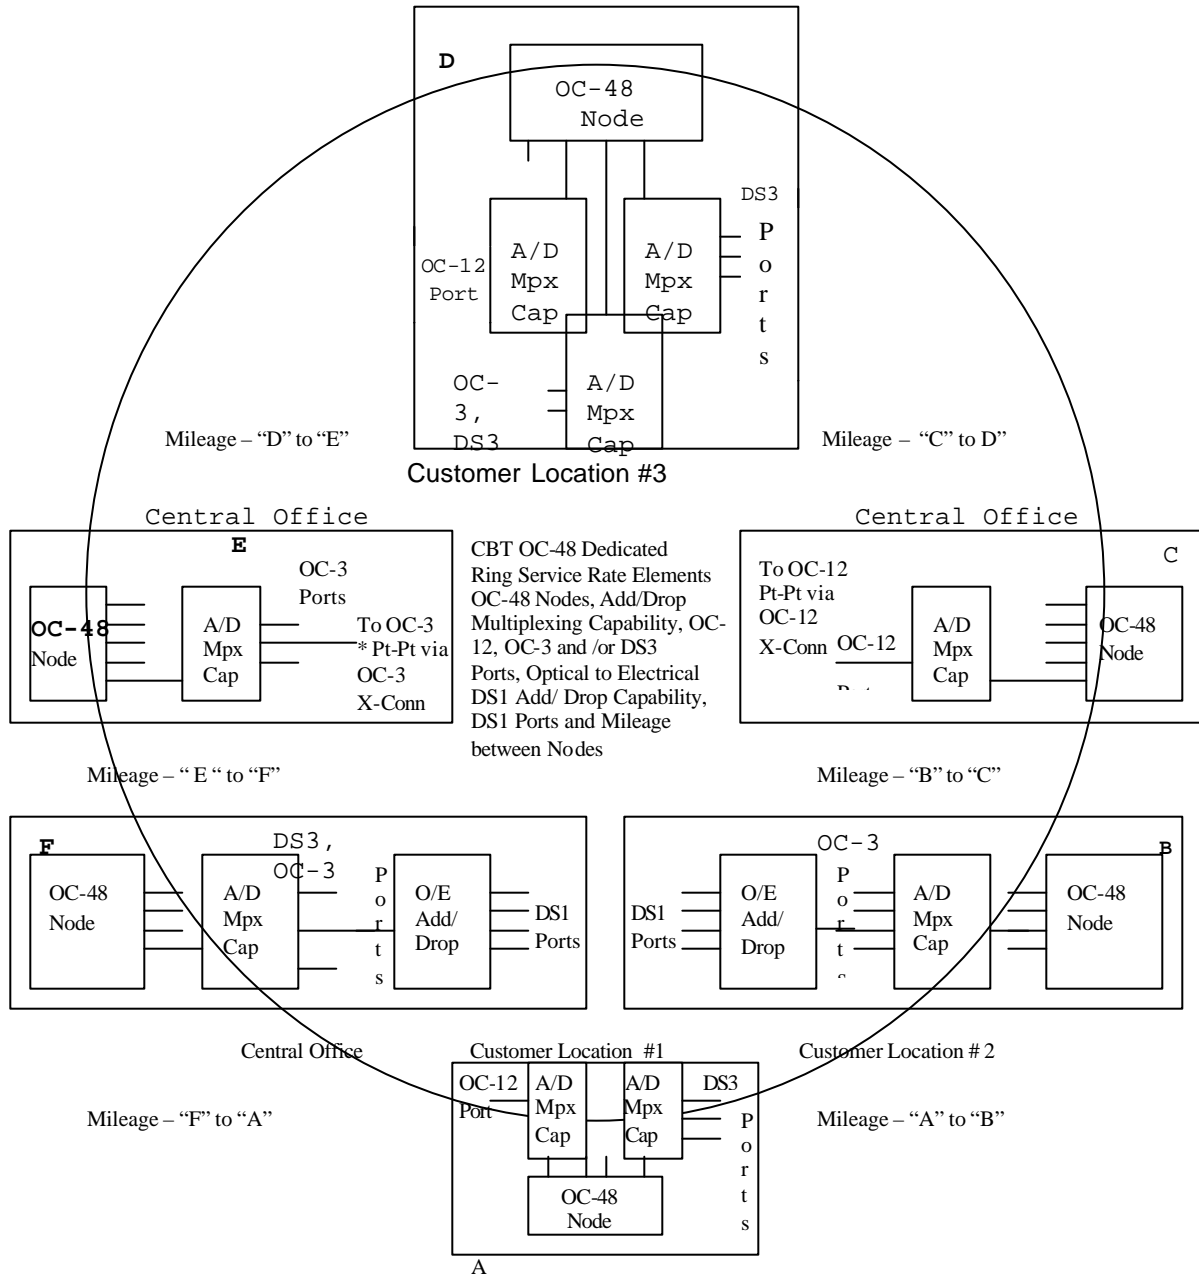 D
OC-48
Node
DS3
P
o
r
t
s
OC-12
Port
A/D
Mpx
Cap
A/D
Mpx
Cap
OC-
3,
DS3
A/D
Mpx
Cap
Mileage – “D” to “E”
Mileage – “C” to D”
Customer Location #3
Central Office
E
OC-48
Node
A/D
Mpx
Cap
OC-3
Ports
To OC-3
* Pt-Pt via
OC-3
X-Conn
CBT OC-48 Dedicated
Ring Service Rate Elements
OC-48 Nodes, Add/Drop
Multiplexing Capability, OC-
12, OC-3 and /or DS3
Ports, Optical to Electrical
DS1 Add/ Drop Capability,
DS1 Ports and Mileage
between Nodes
Central Office
C
To OC-12
Pt-Pt via
OC-12
X-Conn
OC-12
A/D
Mpx
Cap
OC-48
Node
Mileage – “ E “ to “F”
Mileage – “B” to “C”
F
OC-48
Node
A/D
Mpx
Cap
DS3,
OC-3
P
o
r
t
s
O/E
Add/
Drop
DS1
Ports
DS1
Ports
O/E
Add/
Drop
OC-3
P
o
r
t
A/D
Mpx
Cap
B
OC-48
Node
Central Office
Customer Location #1
Customer Location # 2
Mileage – “F” to “A”
Mileage – “A” to “B”
OC-12
Port
A/D
Mpx
Cap
A/D
Mpx
Cap
DS3
P
o
r
t
s
OC-48
Node
A